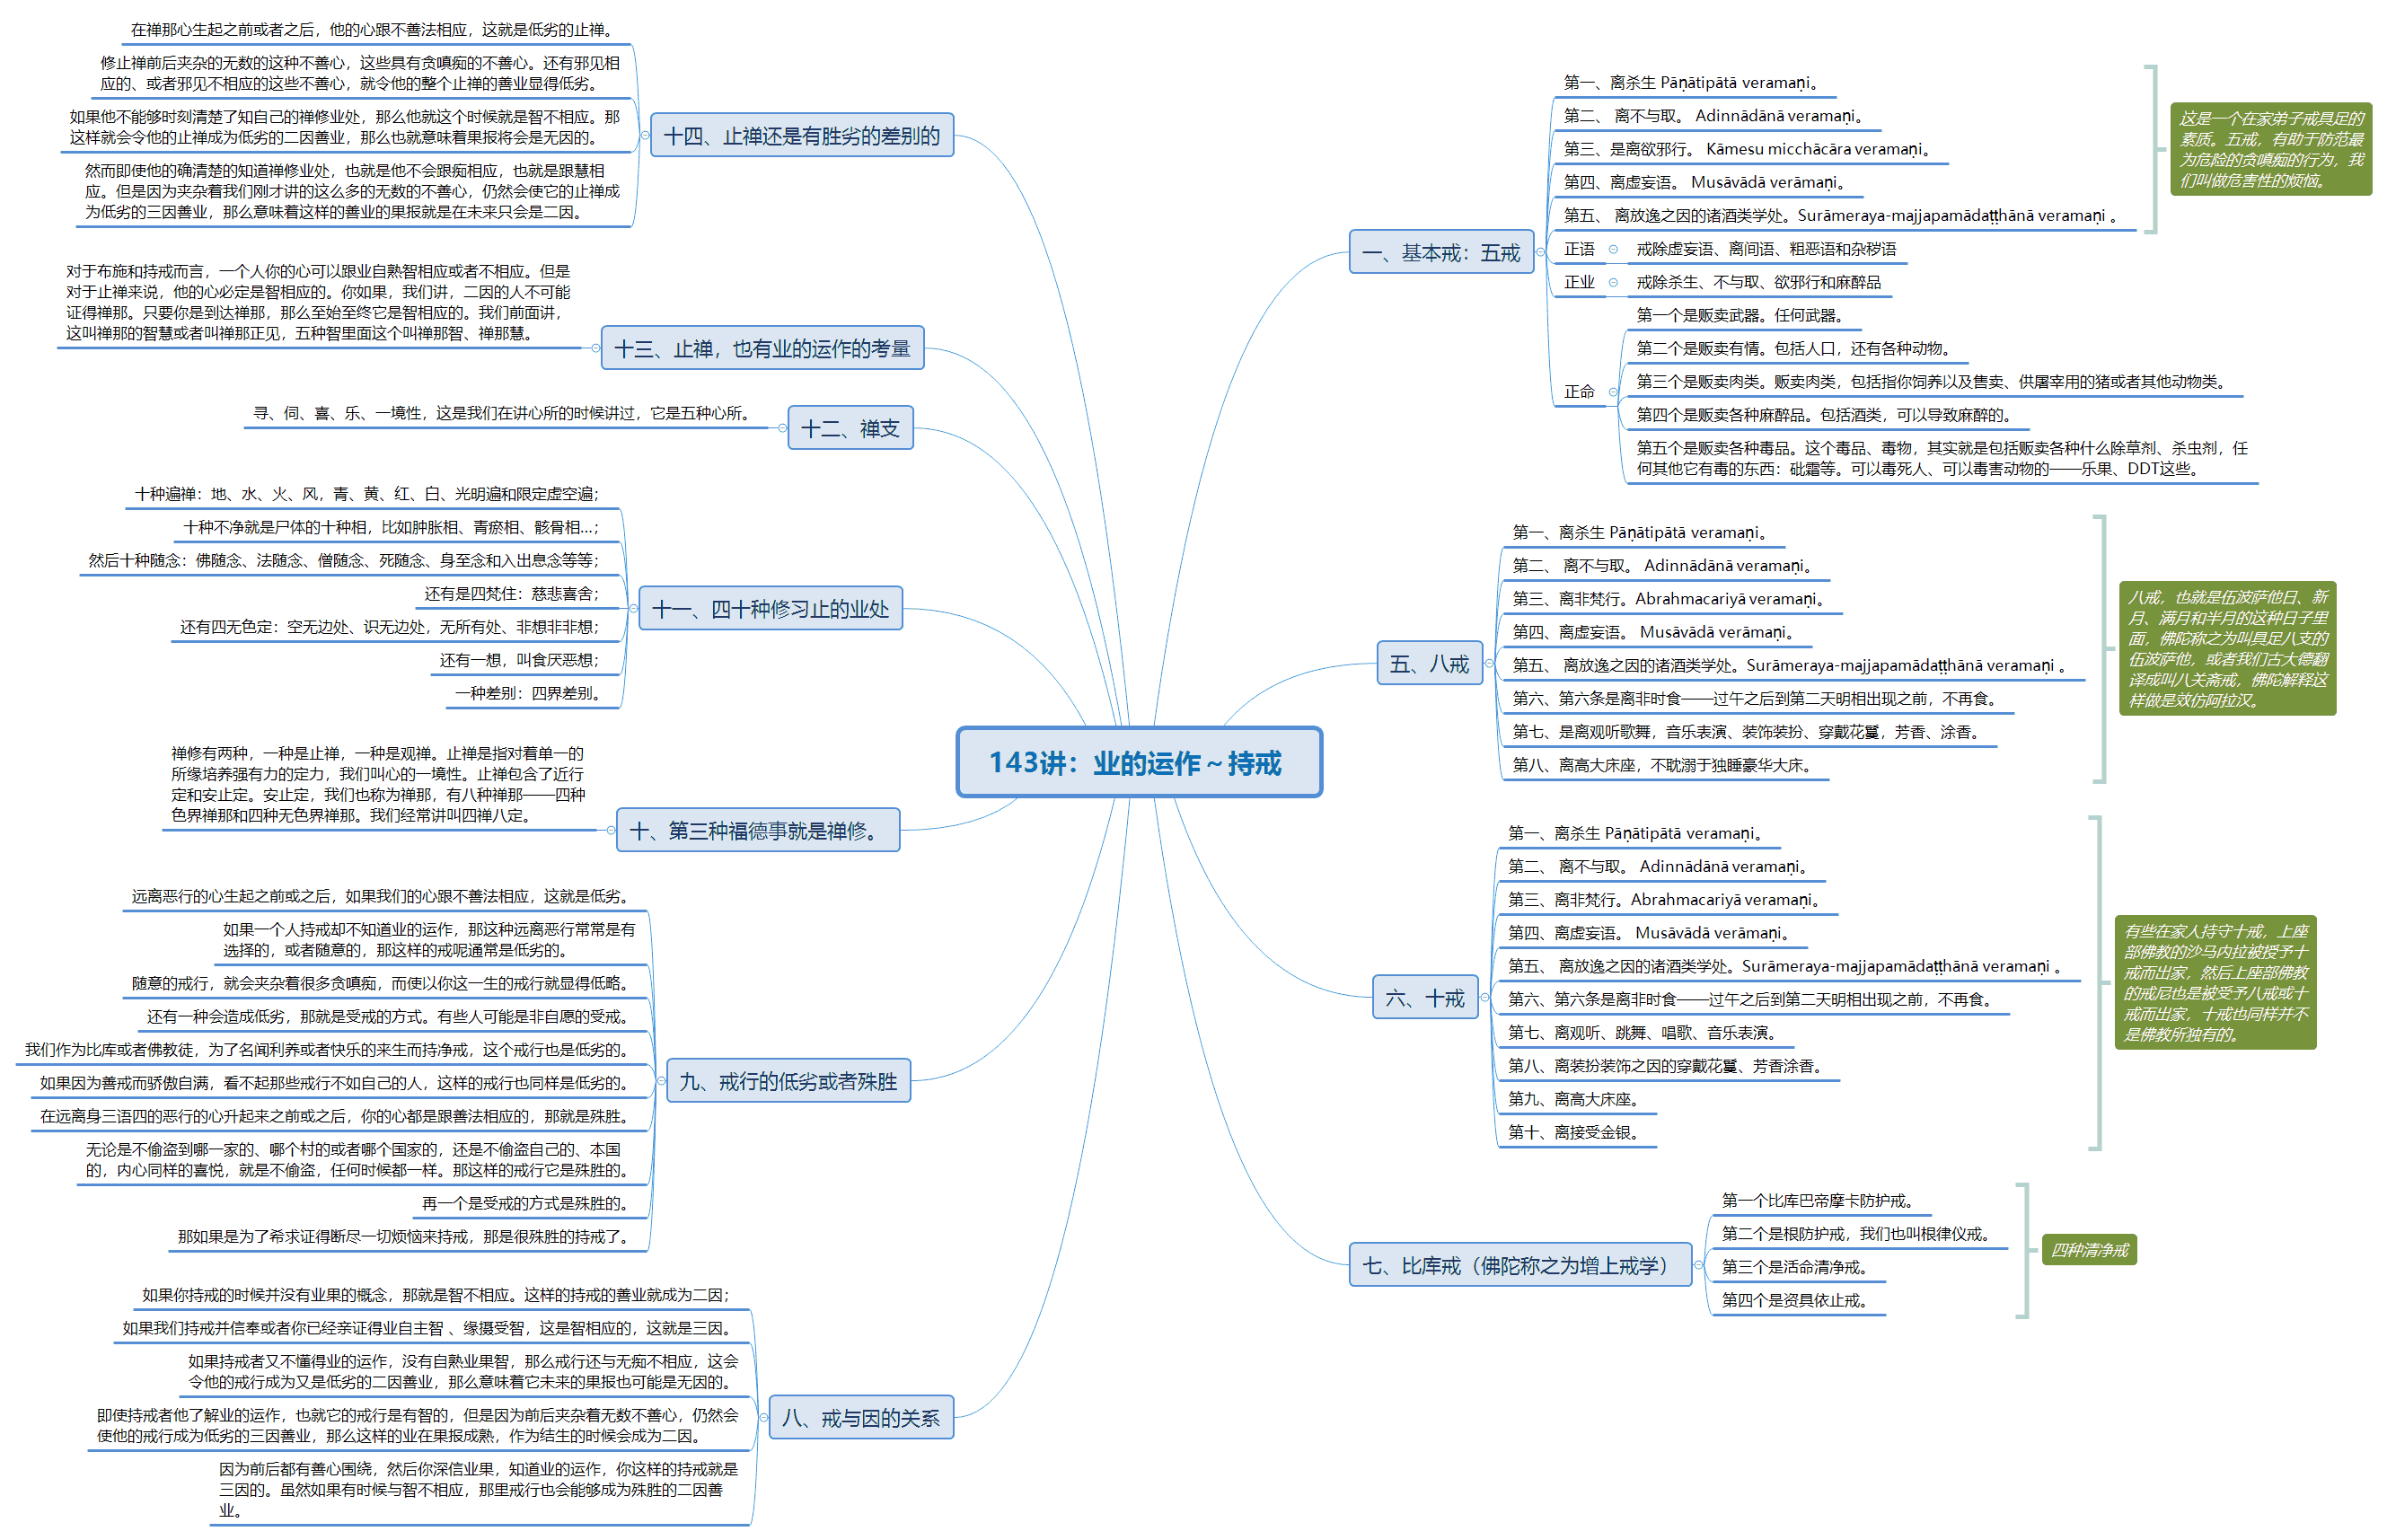 143讲：业的运作～持戒
一、基本戒：五戒
第一、离杀生 Pāṇātipātā veramaṇi。
第二、 离不与取。 Adinnādānā veramaṇi。
第三、是离欲邪行。 Kāmesu micchācāra veramaṇi。
第四、离虚妄语。 Musāvādā verāmaṇi。
第五、 离放逸之因的诸酒类学处。Surāmeraya-majjapamādaṭṭhānā veramaṇi 。
这是一个在家弟子戒具足的
素质。五戒，有助于防范最
为危险的贪嗔痴的行为，我
们叫做危害性的烦恼。
正语
戒除虚妄语、离间语、粗恶语和杂秽语
正业
戒除杀生、不与取、欲邪行和麻醉品
正命
第一个是贩卖武器。任何武器。
第二个是贩卖有情。包括人口，还有各种动物。
第三个是贩卖肉类。贩卖肉类，包括指你饲养以及售卖、供屠宰用的猪或者其他动物类。
第四个是贩卖各种麻醉品。包括酒类，可以导致麻醉的。
第五个是贩卖各种毒品。这个毒品、毒物，其实就是包括贩卖各种什么除草剂、杀虫剂，任
何其他它有毒的东西：砒霜等。可以毒死人、可以毒害动物的——乐果、DDT这些。
五、八戒
第一、离杀生 Pāṇātipātā veramaṇi。
第二、 离不与取。 Adinnādānā veramaṇi。
第三、离非梵行。Abrahmacariyā veramaṇi。
第四、离虚妄语。 Musāvādā verāmaṇi。
第五、 离放逸之因的诸酒类学处。Surāmeraya-majjapamādaṭṭhānā veramaṇi 。
第六、第六条是离非时食——过午之后到第二天明相出现之前，不再食。
第七、是离观听歌舞，音乐表演、装饰装扮、穿戴花鬘，芳香、涂香。
第八、离高大床座，不耽溺于独睡豪华大床。
八戒，也就是伍波萨他日、新
月、满月和半月的这种日子里
面，佛陀称之为叫具足八支的
伍波萨他，或者我们古大德翻
译成叫八关斋戒，佛陀解释这
样做是效仿阿拉汉。
六、十戒
第一、离杀生 Pāṇātipātā veramaṇi。
第二、 离不与取。 Adinnādānā veramaṇi。
第三、离非梵行。Abrahmacariyā veramaṇi。
第四、离虚妄语。 Musāvādā verāmaṇi。
第五、 离放逸之因的诸酒类学处。Surāmeraya-majjapamādaṭṭhānā veramaṇi 。
第六、第六条是离非时食——过午之后到第二天明相出现之前，不再食。
第七、离观听、跳舞、唱歌、音乐表演。
第八、离装扮装饰之因的穿戴花鬘、芳香涂香。
第九、离高大床座。
第十、离接受金银。
有些在家人持守十戒，上座
部佛教的沙马内拉被授予十
戒而出家，然后上座部佛教
的戒尼也是被受予八戒或十
戒而出家，十戒也同样并不
是佛教所独有的。
七、比库戒（佛陀称之为增上戒学）
第一个比库巴帝摩卡防护戒。
第二个是根防护戒，我们也叫根律仪戒。
第三个是活命清净戒。
第四个是资具依止戒。
四种清净戒
八、戒与因的关系
如果你持戒的时候并没有业果的概念，那就是智不相应。这样的持戒的善业就成为二因；
如果我们持戒并信奉或者你已经亲证得业自主智 、缘摄受智，这是智相应的，这就是三因。
如果持戒者又不懂得业的运作，没有自熟业果智，那么戒行还与无痴不相应，这会
令他的戒行成为又是低劣的二因善业，那么意味着它未来的果报也可能是无因的。
即使持戒者他了解业的运作，也就它的戒行是有智的，但是因为前后夹杂着无数不善心，仍然会
使他的戒行成为低劣的三因善业，那么这样的业在果报成熟，作为结生的时候会成为二因。
因为前后都有善心围绕，然后你深信业果，知道业的运作，你这样的持戒就是
三因的。虽然如果有时候与智不相应，那里戒行也会能够成为殊胜的二因善
业。
九、戒行的低劣或者殊胜
远离恶行的心生起之前或之后，如果我们的心跟不善法相应，这就是低劣。
如果一个人持戒却不知道业的运作，那这种远离恶行常常是有
选择的，或者随意的，那这样的戒呢通常是低劣的。
随意的戒行，就会夹杂着很多贪嗔痴，而使以你这一生的戒行就显得低略。
还有一种会造成低劣，那就是受戒的方式。有些人可能是非自愿的受戒。
我们作为比库或者佛教徒，为了名闻利养或者快乐的来生而持净戒，这个戒行也是低劣的。
如果因为善戒而骄傲自满，看不起那些戒行不如自己的人，这样的戒行也同样是低劣的。
在远离身三语四的恶行的心升起来之前或之后，你的心都是跟善法相应的，那就是殊胜。
无论是不偷盗到哪一家的、哪个村的或者哪个国家的，还是不偷盗自己的、本国
的，内心同样的喜悦，就是不偷盗，任何时候都一样。那这样的戒行它是殊胜的。
再一个是受戒的方式是殊胜的。
那如果是为了希求证得断尽一切烦恼来持戒，那是很殊胜的持戒了。
十、第三种福德事就是禅修。
禅修有两种，一种是止禅，一种是观禅。止禅是指对着单一的
所缘培养强有力的定力，我们叫心的一境性。止禅包含了近行
定和安止定。安止定，我们也称为禅那，有八种禅那——四种
色界禅那和四种无色界禅那。我们经常讲叫四禅八定。
十一、四十种修习止的业处
十种遍禅：地、水、火、风，青、黄、红、白、光明遍和限定虚空遍；
十种不净就是尸体的十种相，比如肿胀相、青瘀相、骸骨相...；
然后十种随念：佛随念、法随念、僧随念、死随念、身至念和入出息念等等；
还有是四梵住：慈悲喜舍；
还有四无色定：空无边处、识无边处，无所有处、非想非非想；
还有一想，叫食厌恶想；
一种差别：四界差别。
十二、禅支
寻、伺、喜、乐、一境性，这是我们在讲心所的时候讲过，它是五种心所。
十三、止禅，也有业的运作的考量
对于布施和持戒而言，一个人你的心可以跟业自熟智相应或者不相应。但是
对于止禅来说，他的心必定是智相应的。你如果，我们讲，二因的人不可能
证得禅那。只要你是到达禅那，那么至始至终它是智相应的。我们前面讲，
这叫禅那的智慧或者叫禅那正见，五种智里面这个叫禅那智、禅那慧。
十四、止禅还是有胜劣的差别的
在禅那心生起之前或者之后，他的心跟不善法相应，这就是低劣的止禅。
修止禅前后夹杂的无数的这种不善心，这些具有贪嗔痴的不善心。还有邪见相
应的、或者邪见不相应的这些不善心，就令他的整个止禅的善业显得低劣。
如果他不能够时刻清楚了知自己的禅修业处，那么他就这个时候就是智不相应。那
这样就会令他的止禅成为低劣的二因善业，那么也就意味着果报将会是无因的。
然而即使他的确清楚的知道禅修业处，也就是他不会跟痴相应，也就是跟慧相
应。但是因为夹杂着我们刚才讲的这么多的无数的不善心，仍然会使它的止禅成
为低劣的三因善业，那么意味着这样的善业的果报就是在未来只会是二因。